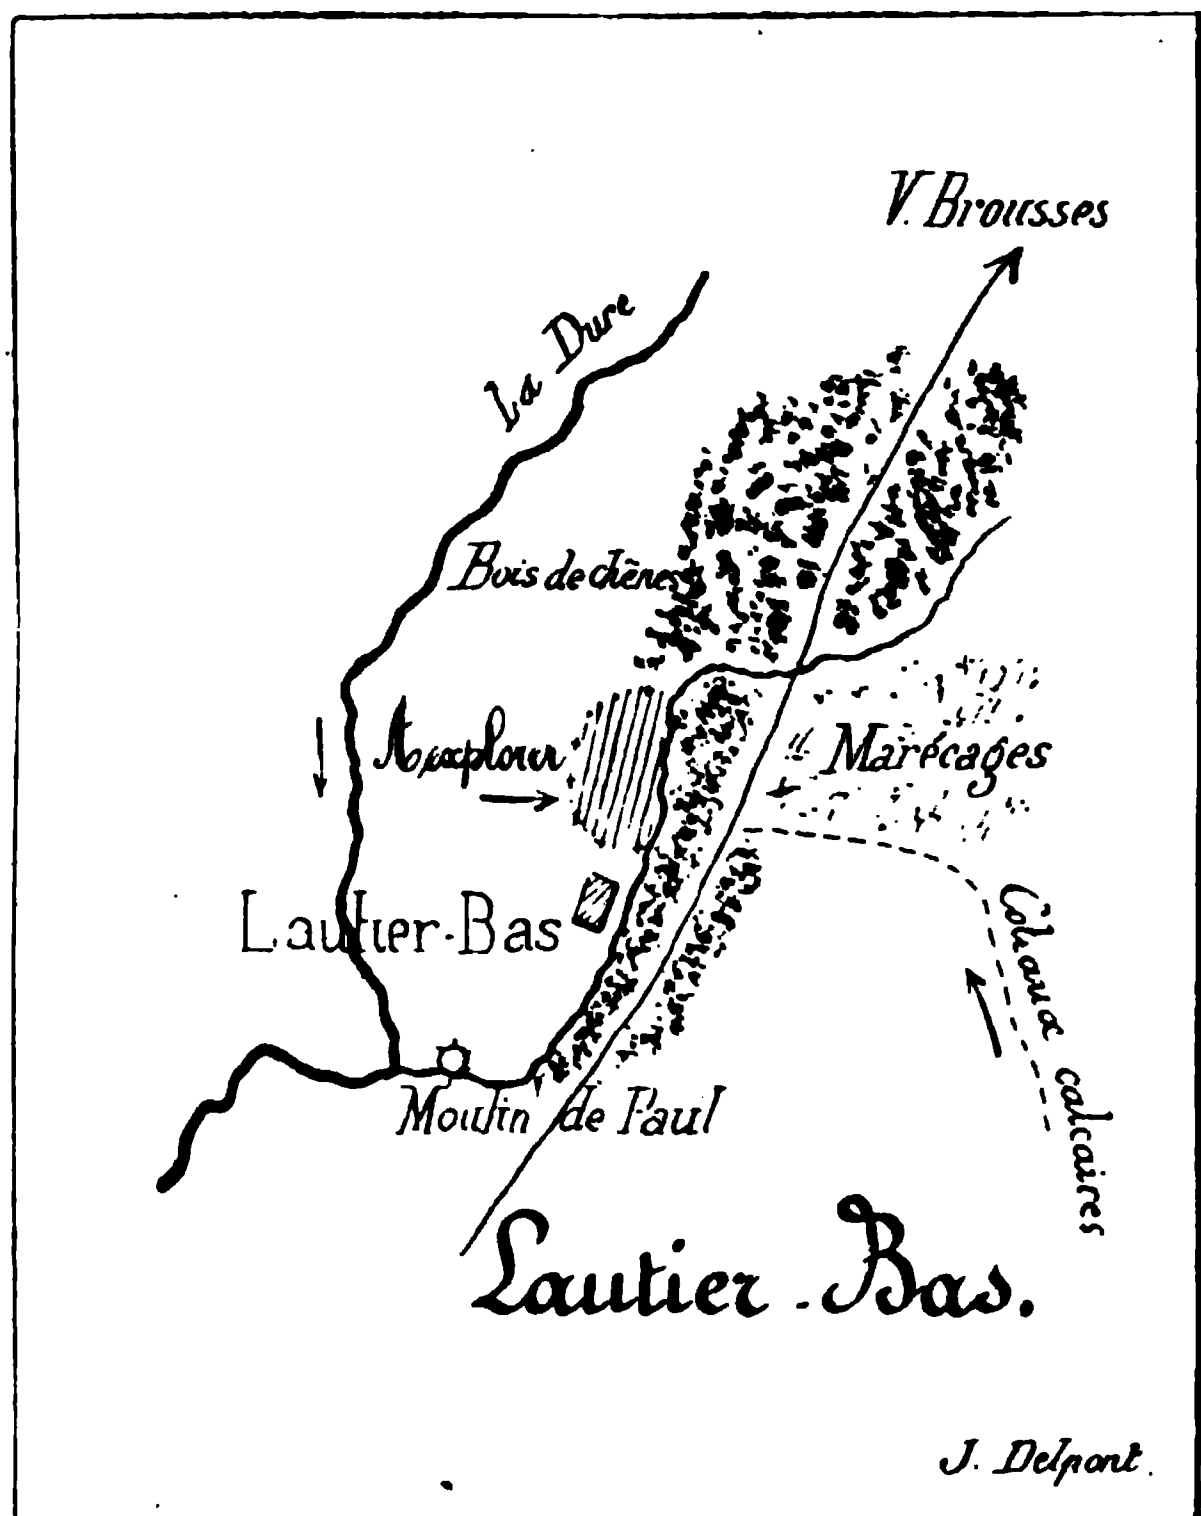 V. Brousses
La Dure
Bois de chênes
A explorer
Marécages
Lautier-Bas
Coteaux calcaires
Moulin de Paul
Lautier-Bas.
J. Delpont.